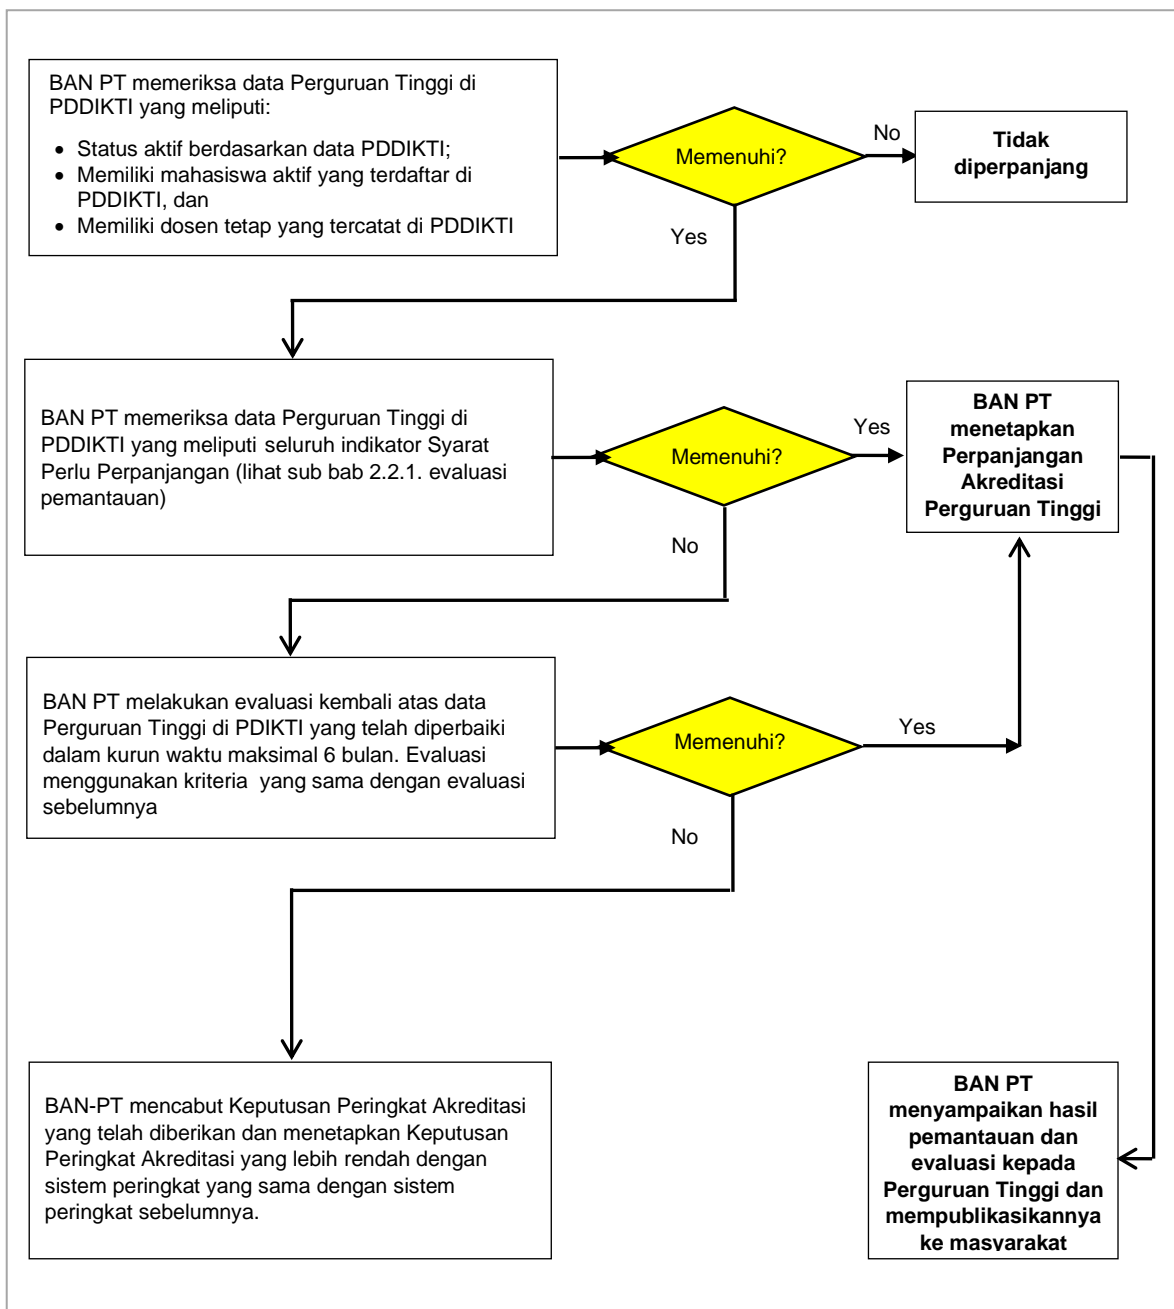 BAN PT memeriksa data Perguruan Tinggi di
PDDIKTI yang meliputi:
• Status aktif berdasarkan data PDDIKTI;
• Memiliki mahasiswa aktif yang terdaftar di
PDDIKTI, dan
• Memiliki dosen tetap yang tercatat di PDDIKTI
Memenuhi?
No
Tidak
diperpanjang
Yes
BAN PT memeriksa data Perguruan Tinggi di
PDDIKTI yang meliputi seluruh indikator Syarat
Perlu Perpanjangan (lihat sub bab 2.2.1. evaluasi
pemantauan)
Memenuhi?
Yes
BAN PT
menetapkan
Perpanjangan
Akreditasi
Perguruan Tinggi
No
BAN PT melakukan evaluasi kembali atas data
Perguruan Tinggi di PDIKTI yang telah diperbaiki
dalam kurun waktu maksimal 6 bulan. Evaluasi
menggunakan kriteria  yang sama dengan evaluasi
sebelumnya
Memenuhi?
Yes
No
BAN-PT mencabut Keputusan Peringkat Akreditasi
yang telah diberikan dan menetapkan Keputusan
Peringkat Akreditasi yang lebih rendah dengan
sistem peringkat yang sama dengan sistem
peringkat sebelumnya.
BAN PT
menyampaikan hasil
pemantauan dan
evaluasi kepada
Perguruan Tinggi dan
mempublikasikannya
ke masyarakat